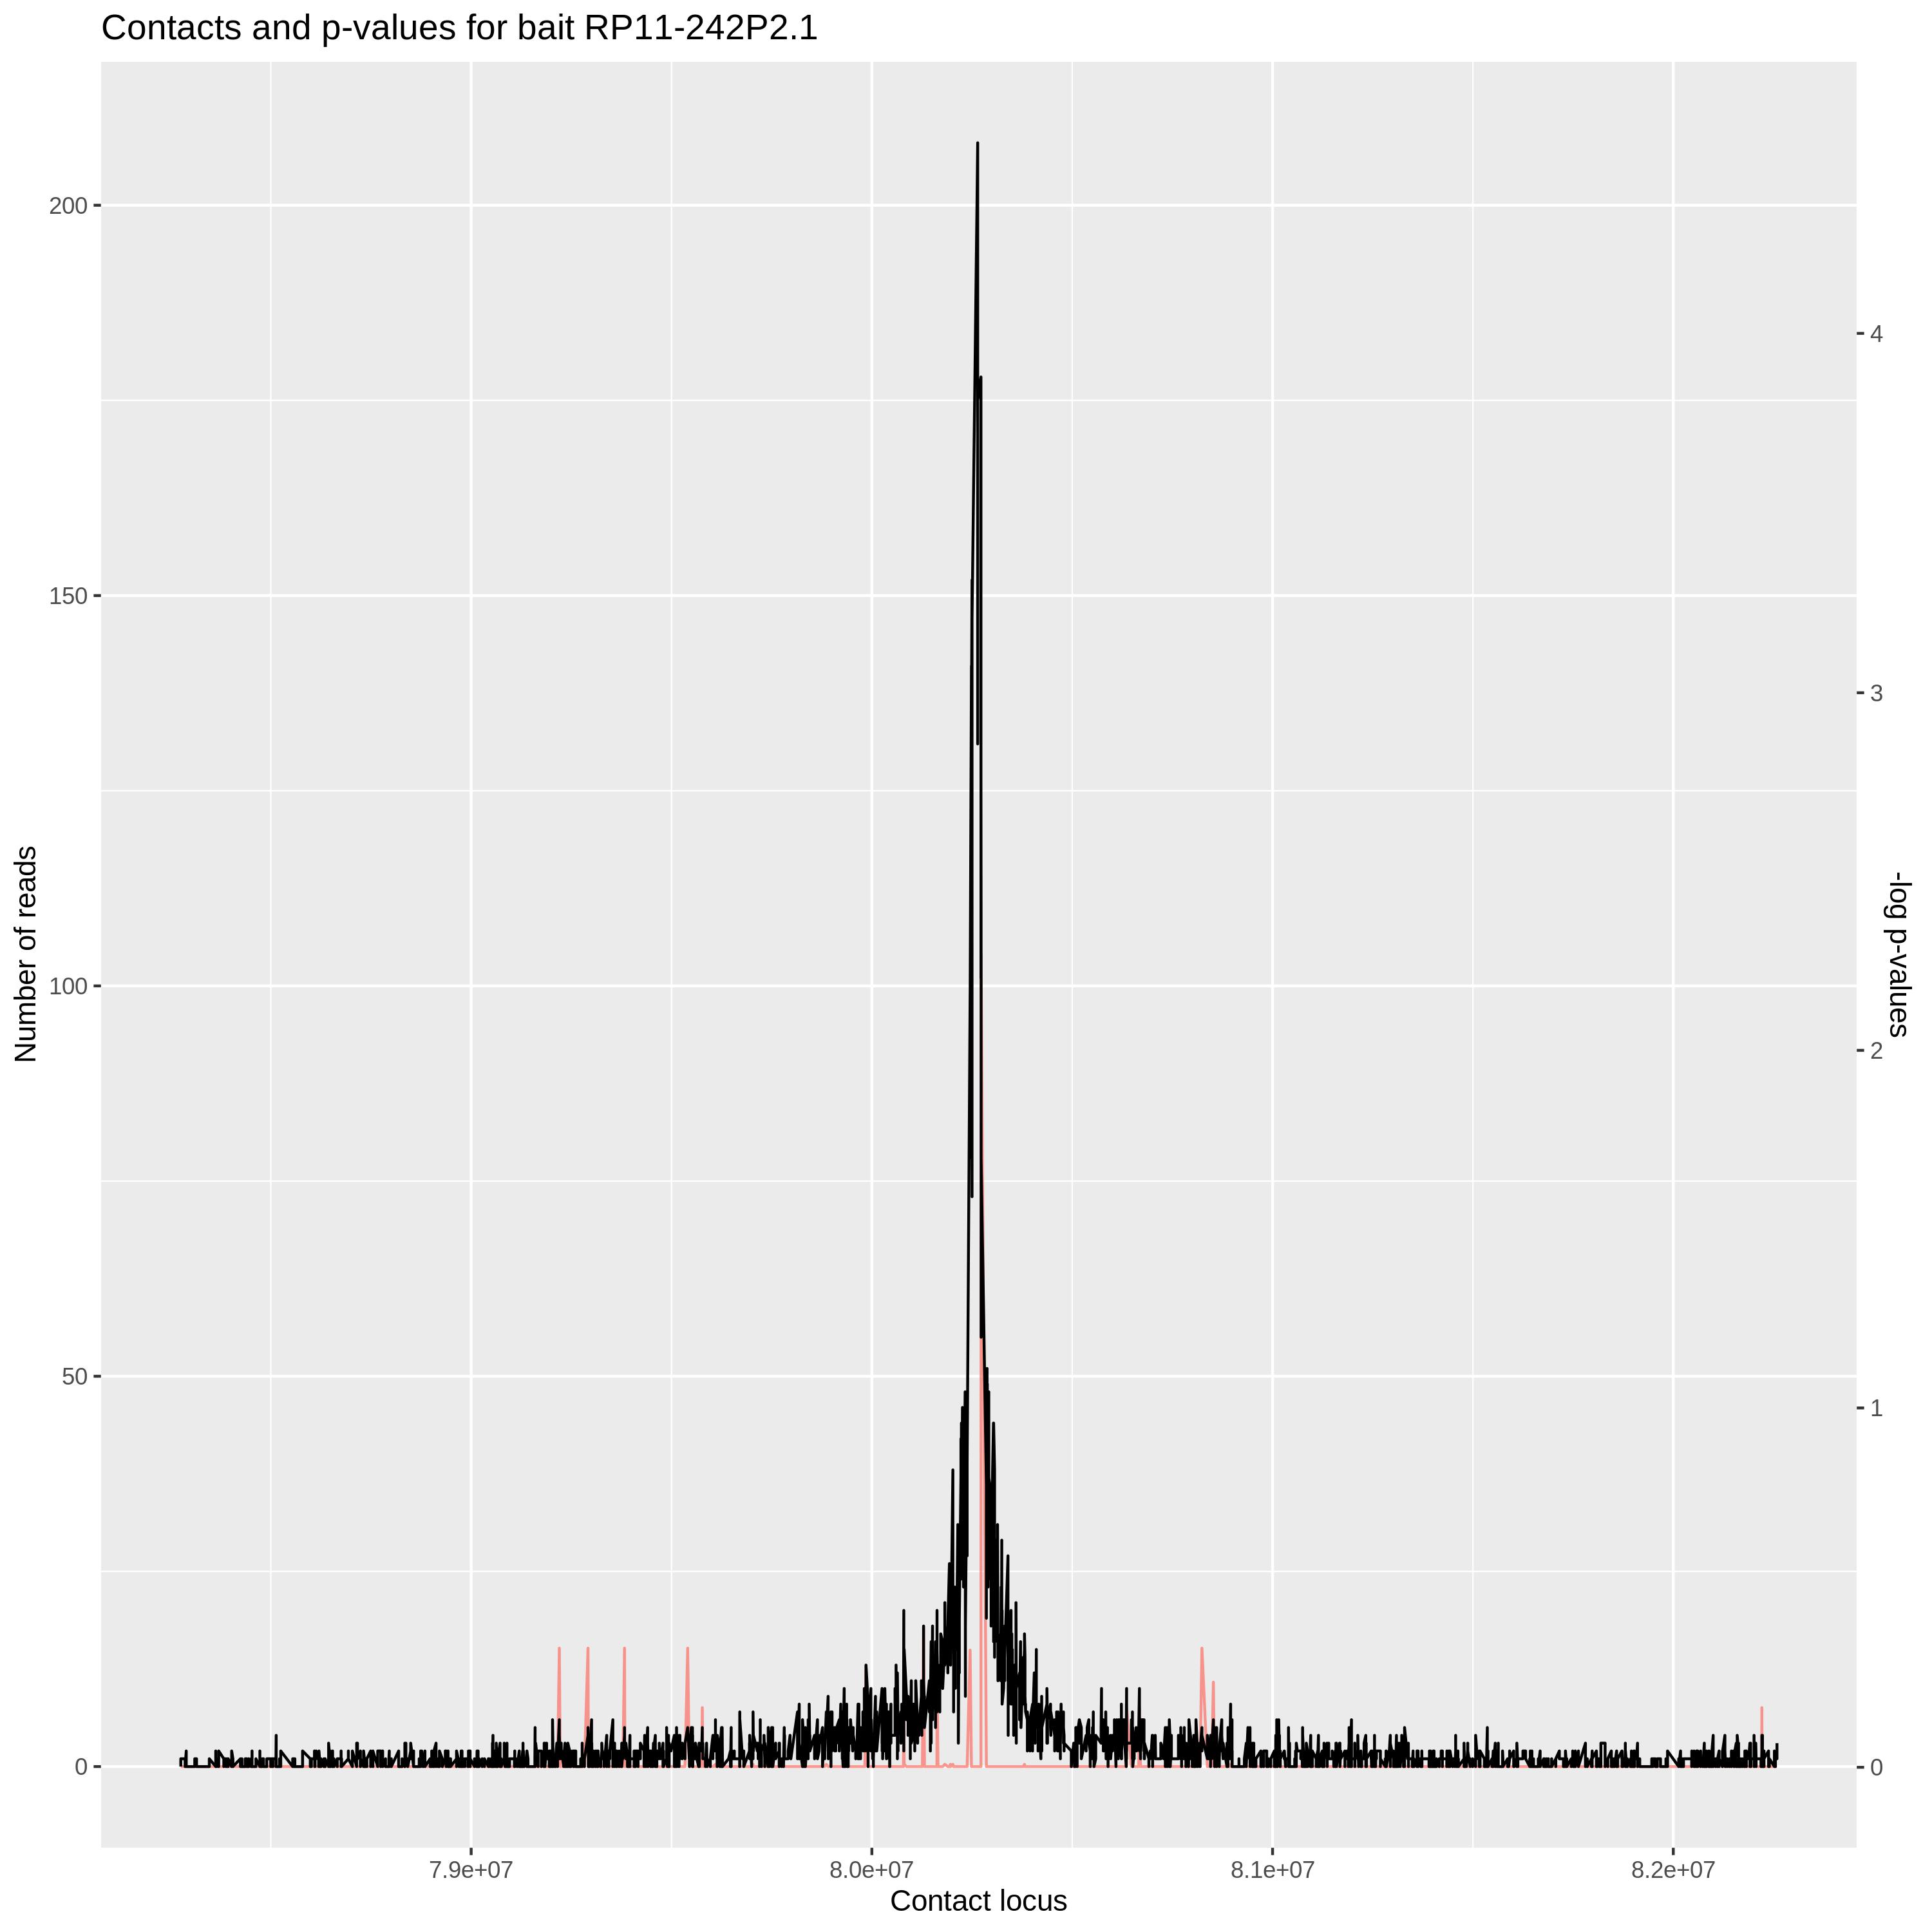 Contacts and p-values for bait RP11-242P2.1
200
150
100
50
0
Number of reads
4
3
2
1
0
-log p-values
7.9e+07
8.0e+07
8.1e+07
8.2e+07
Contact locus